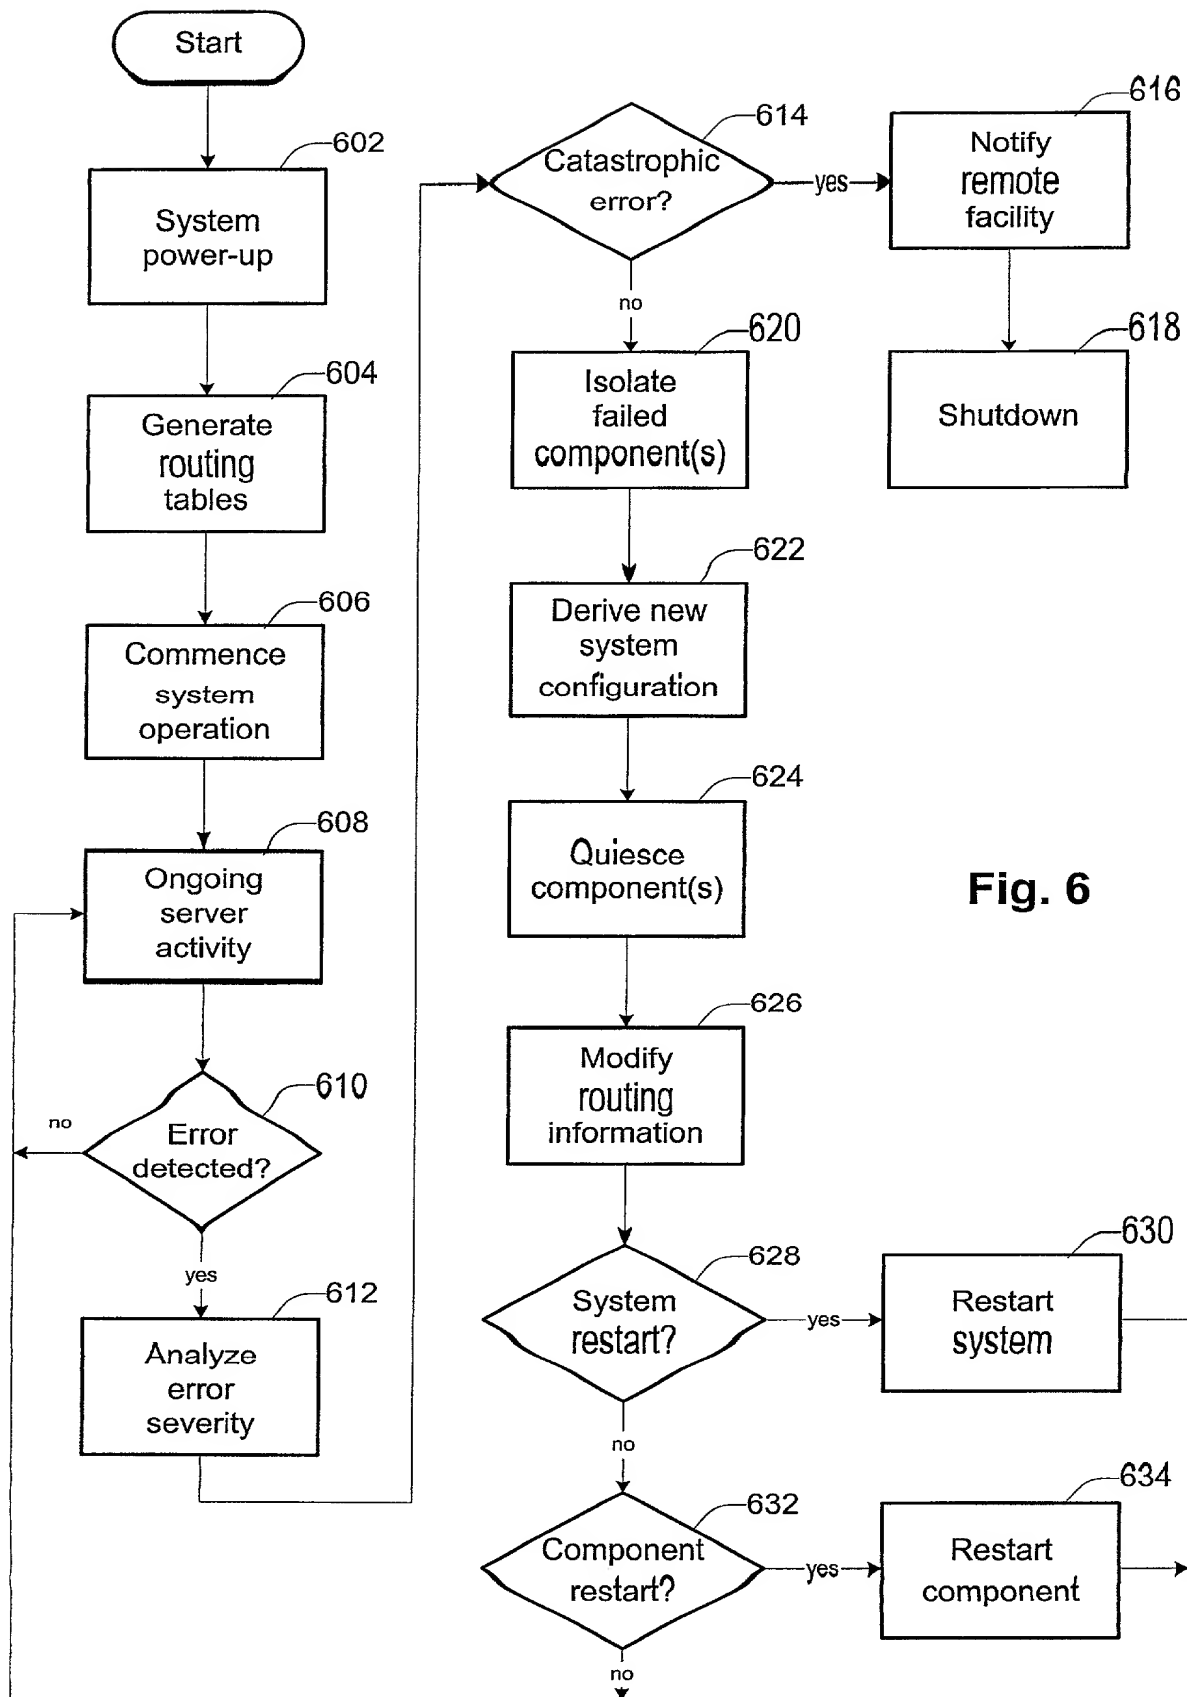 Start
602
System
power-up
604
Generate
routing
tables
606
Commence
system
operation
608
Ongoing
server
activity
610
Error
detected?
no
yes
612
Analyze
error
severity
614
Catastrophic
error?
yes
no
616
Notify
remote
facility
618
Shutdown
620
Isolate
failed
component(s)
622
Derive new
system
configuration
624
Quiesce
component(s)
Fig. 6
626
Modify
routing
information
628
System
restart?
yes
no
630
Restart
system
632
Component
restart?
yes
no
634
Restart
component